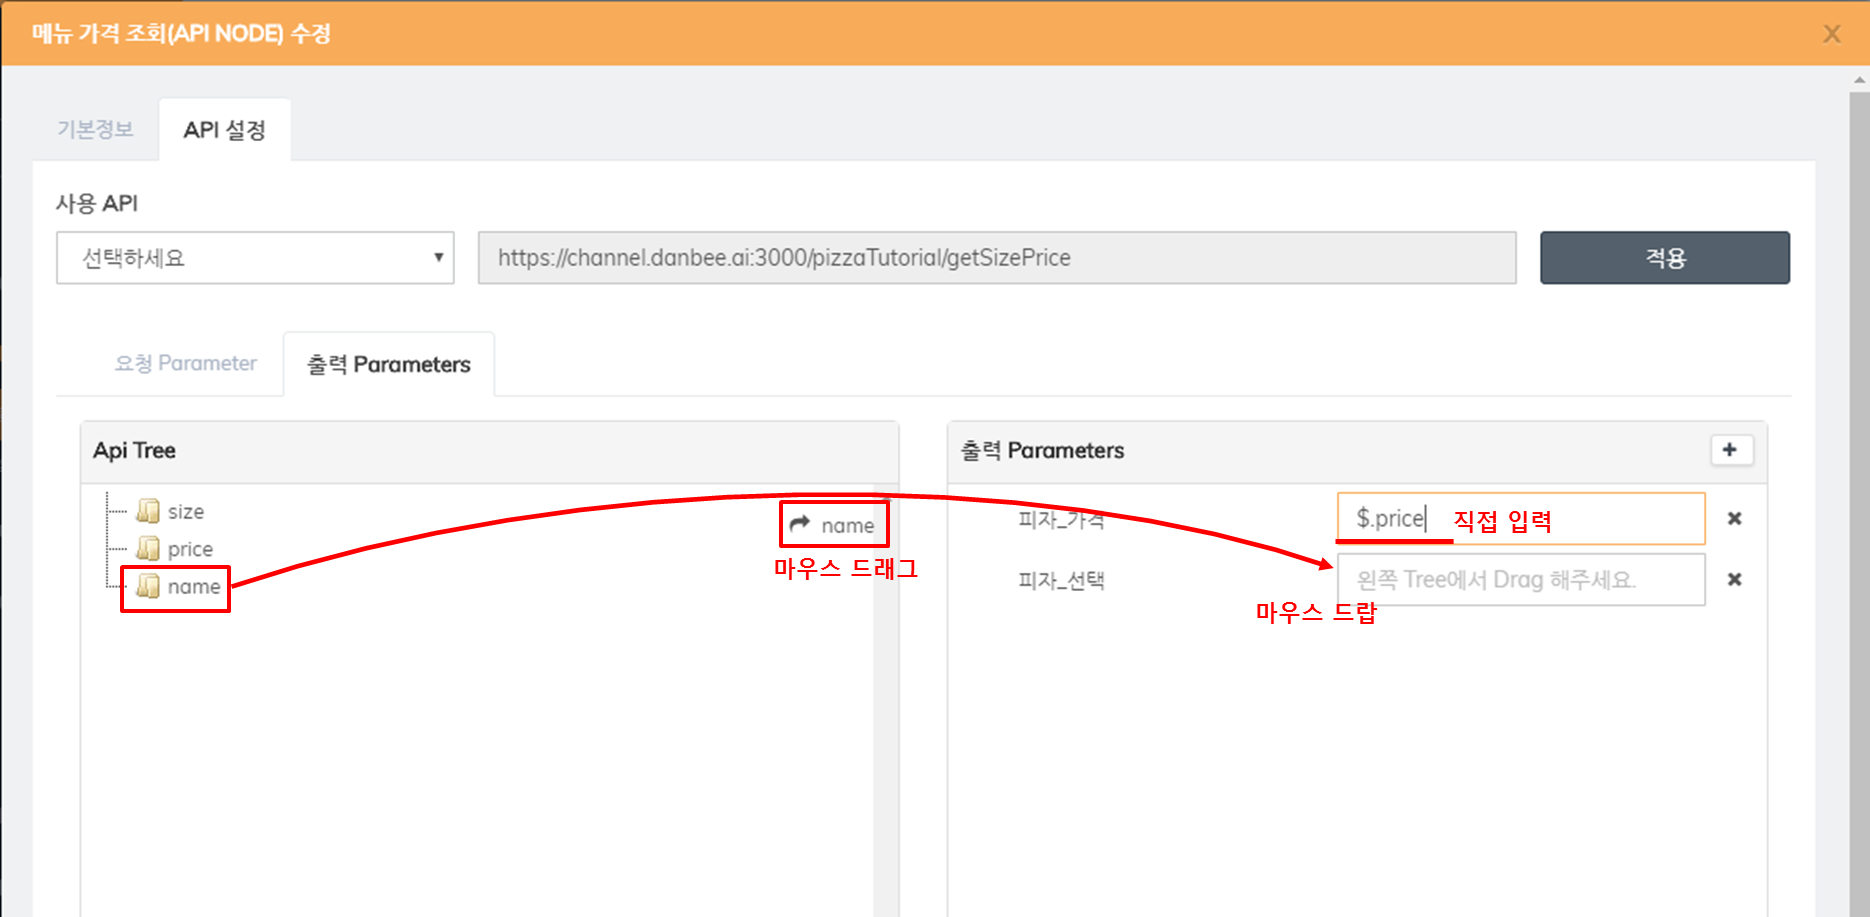 메뉴 가격 조회(API NODE) 수정
X
기본정보
API 설정
사용 API
선택하세요
https://channel.danbee.ai:3000/pizzaTutorial/getSizePrice
적용
요청 Parameter
출력 Parameters
Api Tree
size
price
name
name
마우스 드래그
출력 Parameters
+
피자_가격
$.price
직접 입력
피자_선택
왼쪽 Tree에서 Drag 해주세요.
마우스 드랍